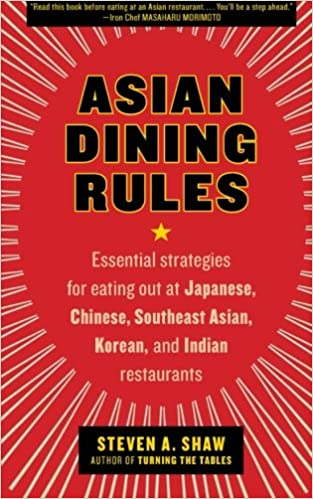 "Read this book before eating at an Asian restaurant. . . . You'll be a step ahead."
—Iron Chef MASAHARU MORIMOTO
ASIAN
DINING
RULES
Essential strategies
for eating out at Japanese,
Chinese, Southeast Asian,
Korean, and Indian
restaurants
STEVEN A. SHAW
AUTHOR OF TURNING THE TABLES